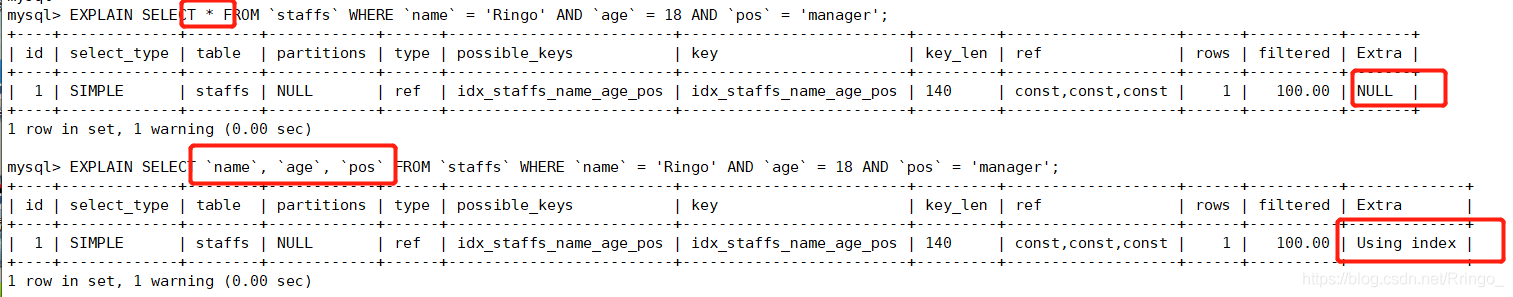 mysql> EXPLAIN SELECT * FROM `staffs` WHERE `name` = 'Ringo' AND `age` = 18 AND `pos` = 'manager';
+----+-------------+--------+------------+------+-----------------------+-----------------------+---------+-------------------+------+----------+-------+
| id | select_type | table  | partitions | type | possible_keys         | key                   | key_len | ref               | rows | filtered | Extra |
+----+-------------+--------+------------+------+-----------------------+-----------------------+---------+-------------------+------+----------+-------+
|  1 | SIMPLE      | staffs | NULL       | ref  | idx_staffs_name_age_pos | idx_staffs_name_age_pos | 140     | const,const,const |    1 |   100.00 | NULL  |
+----+-------------+--------+------------+------+-----------------------+-----------------------+---------+-------------------+------+----------+-------+
1 row in set, 1 warning (0.00 sec)
mysql> EXPLAIN SELECT `name`, `age`, `pos` FROM `staffs` WHERE `name` = 'Ringo' AND `age` = 18 AND `pos` = 'manager';
+----+-------------+--------+------------+------+-----------------------+-----------------------+---------+-------------------+------+----------+-------------+
| id | select_type | table  | partitions | type | possible_keys         | key                   | key_len | ref               | rows | filtered | Extra       |
+----+-------------+--------+------------+------+-----------------------+-----------------------+---------+-------------------+------+----------+-------------+
|  1 | SIMPLE      | staffs | NULL       | ref  | idx_staffs_name_age_pos | idx_staffs_name_age_pos | 140     | const,const,const |    1 |   100.00 | Using index |
+----+-------------+--------+------------+------+-----------------------+-----------------------+---------+-------------------+------+----------+-------------+
1 row in set, 1 warning (0.00 sec)
https://blog.csdn.net/Rringo_